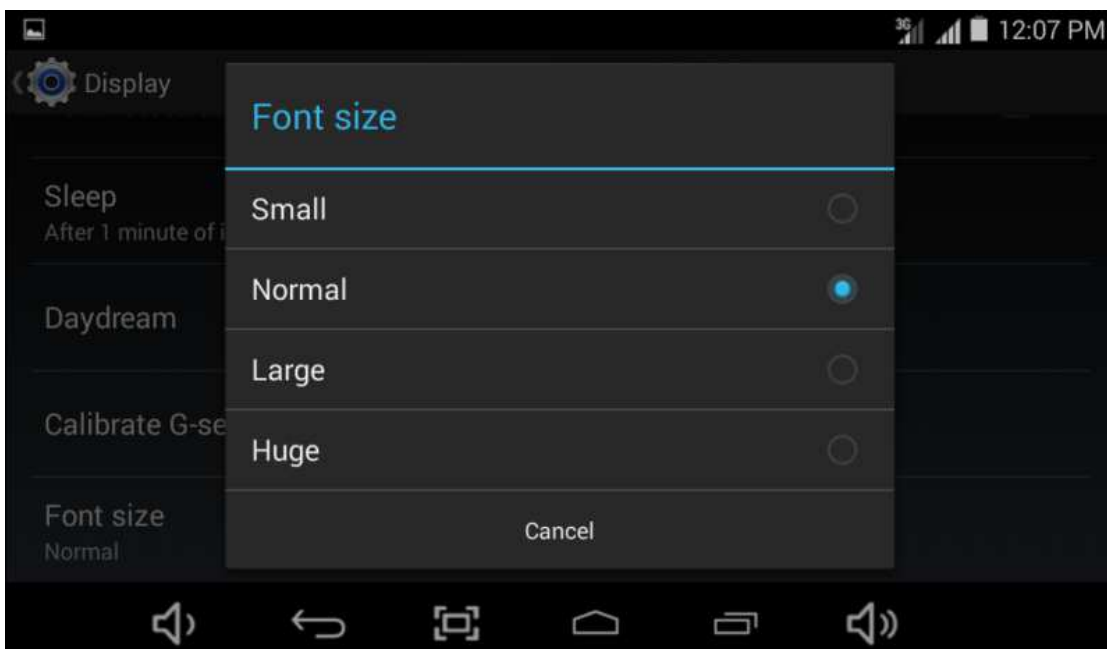 3G 12:07 PM
Display
Font size
Sleep
After 1 minute of
Small
Normal
Daydream
Large
Calibrate G-se
Huge
Font size
Normal
Cancel